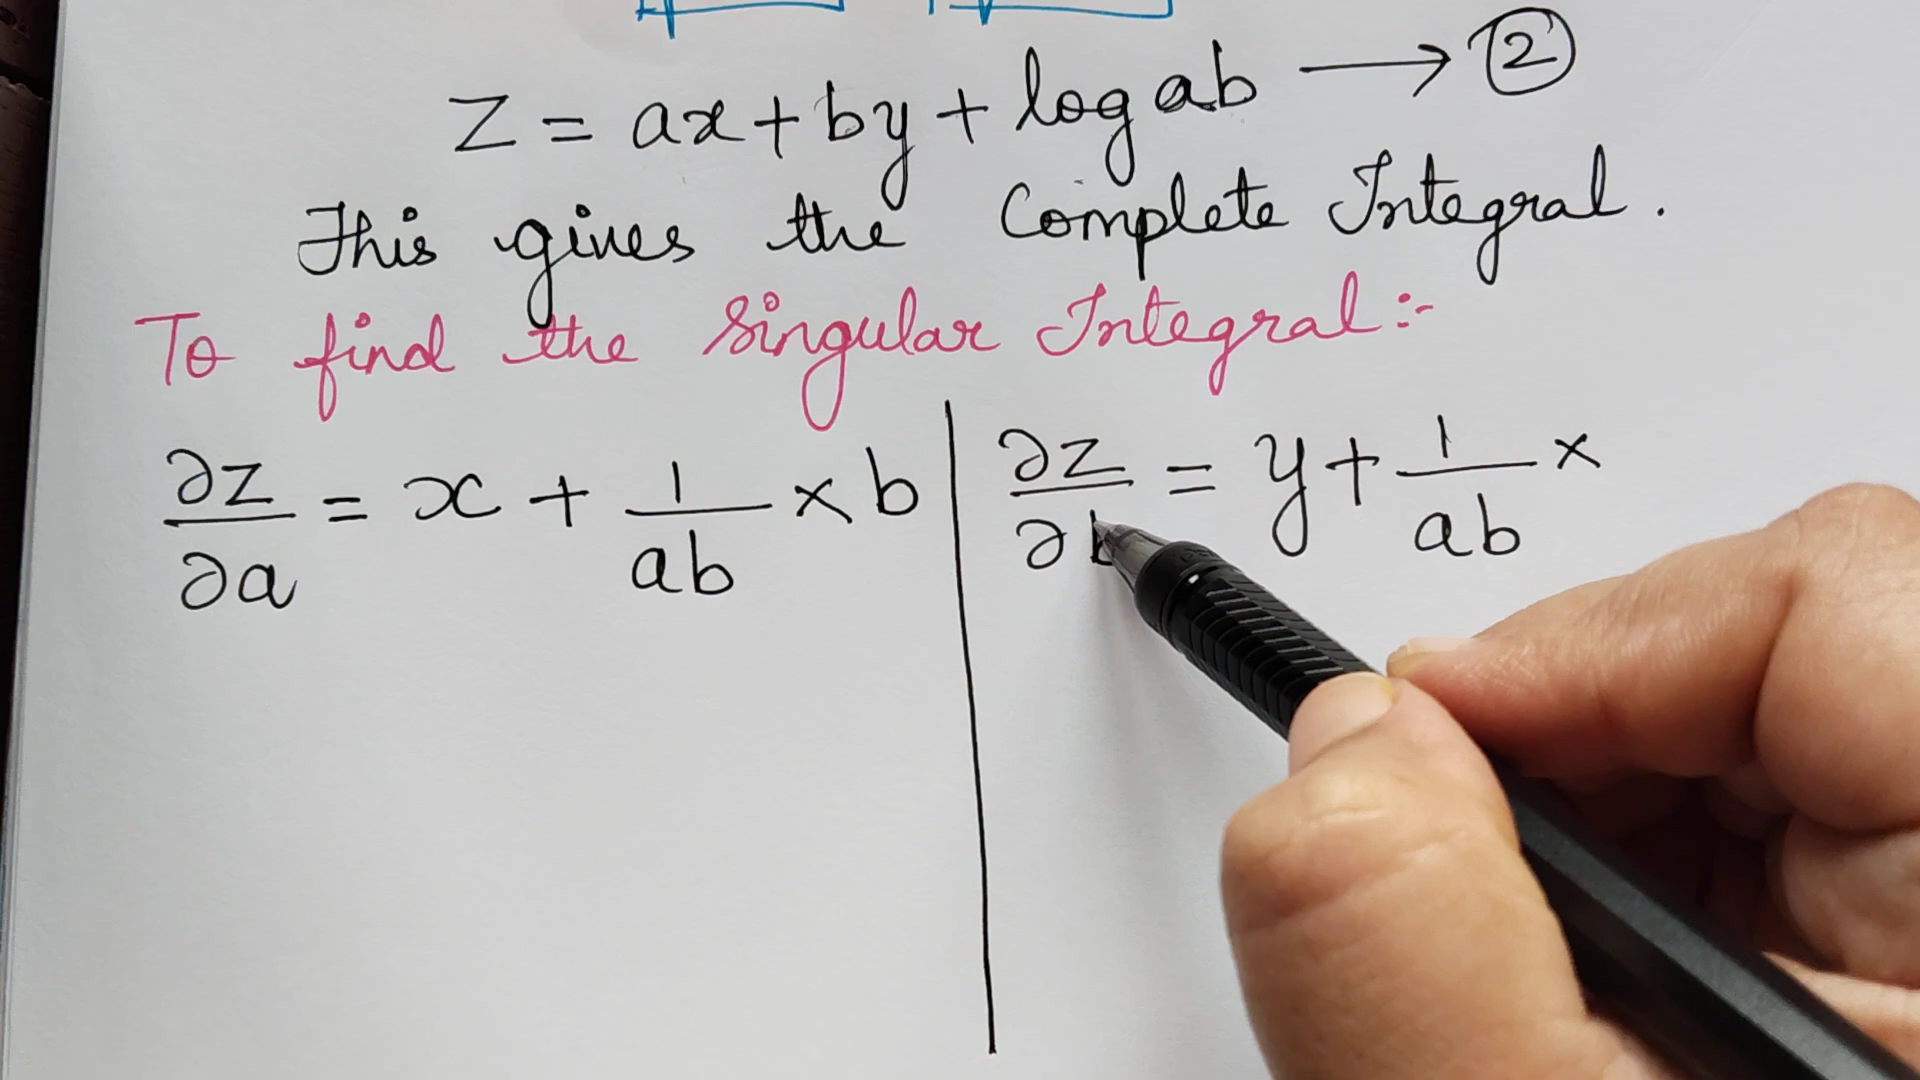 z = ax + by + log ab ⟶ ②
This gives the Complete Integral.
To find the Singular Integral :-
∂z/∂a = x + 1/ab × b
∂z/∂b = y + 1/ab ×